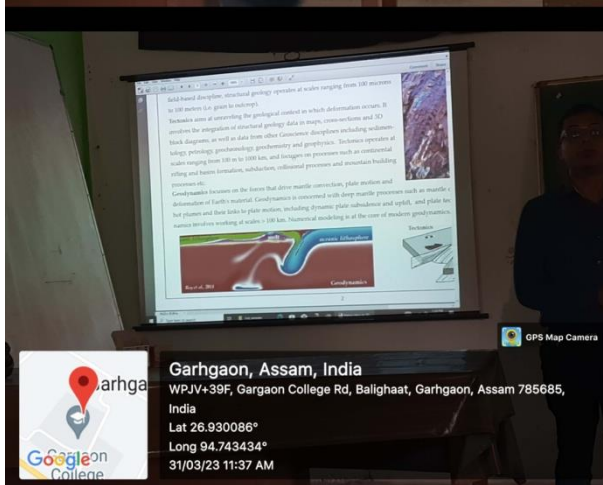 field-based discipline, structural geology operates at scales ranging from 100 microns
to 100 meters (i.e. grain to outcrop).
Tectonics aims at unraveling the geological context in which deformation occurs. It
involves the integration of structural geology data in maps, cross-sections and 3D
block diagrams, as well as data from other Geoscience disciplines including sedimen-
tology, petrology, geochronology, geochemistry and geophysics. Tectonics operates at
scales ranging from 100 m to 1000 km, and focuses on processes such as continental
rifting and basins formation, subduction, collisional processes and mountain building
processes etc.
Geodynamics focuses on the forces that drive mantle convection, plate motion and
deformation of Earth's material. Geodynamics is concerned with deep mantle processes such as mantle
hot plumes and their links to plate motion, including dynamic plate subsidence and uplift, and plate
namics involves working at scales > 100 km. Numerical modeling is at the core of modern geodynamics.
oceanic lithosphere
Tectonics
Geodynamics
2
GPS Map Camera
Garhgaon, Assam, India
WPJV+39F, Gargaon College Rd, Balighaat, Garhgaon, Assam 785685,
India
Lat 26.930086°
Long 94.743434°
31/03/23 11:37 AM
arhga
Google
College